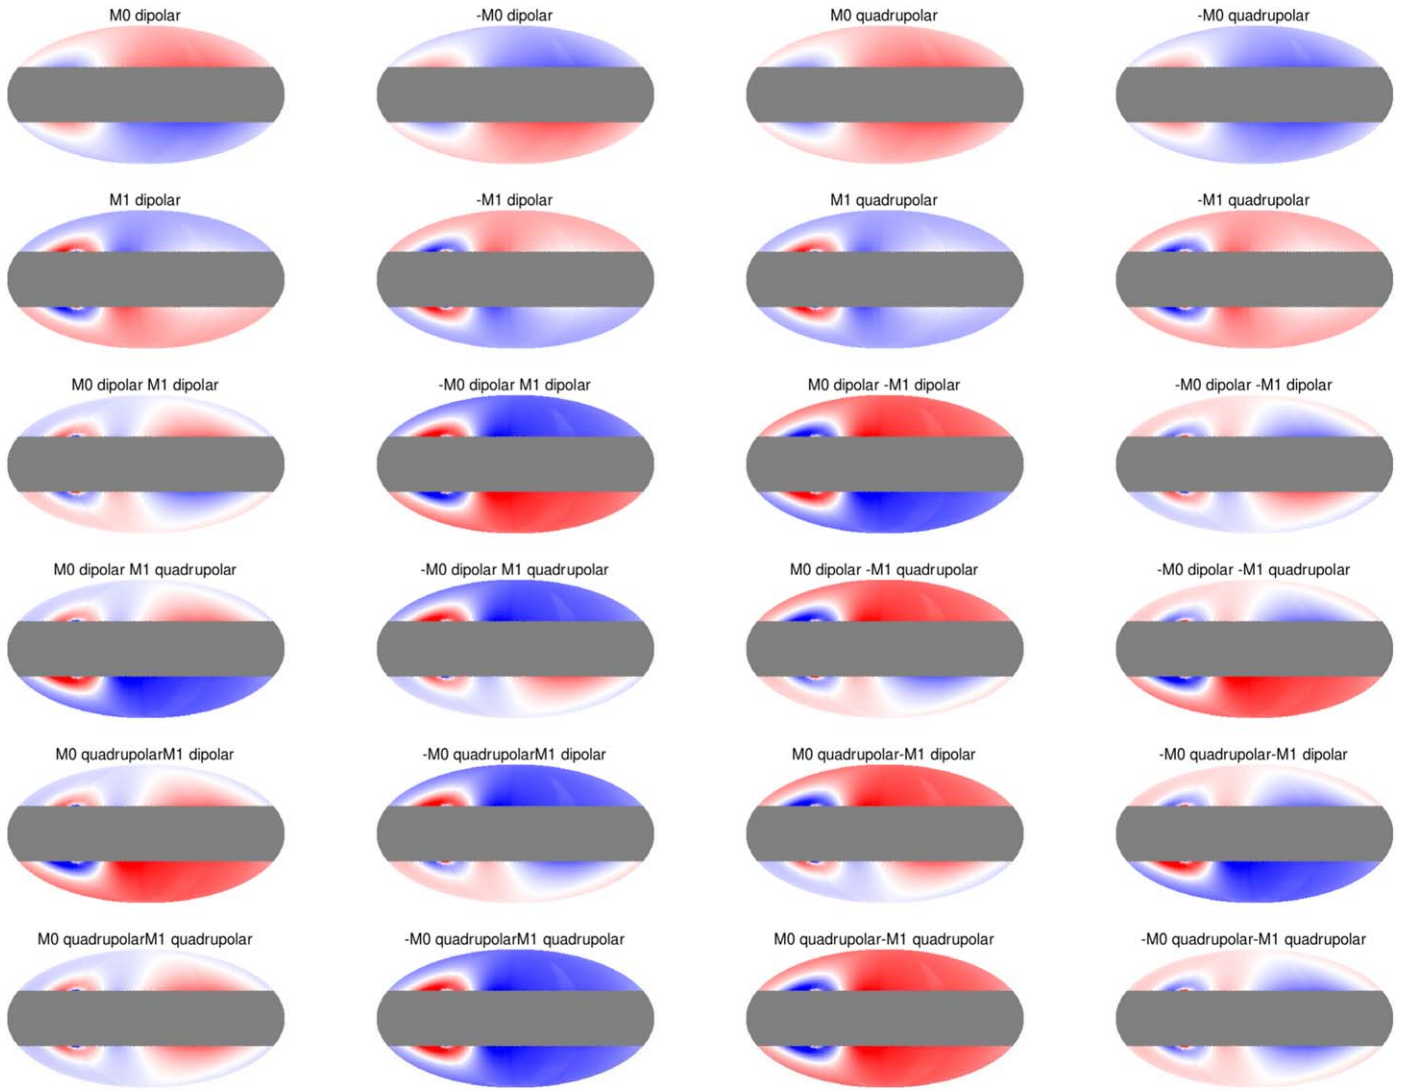 M0 dipolar
-M0 dipolar
M0 quadrupolar
-M0 quadrupolar
M1 dipolar
-M1 dipolar
M1 quadrupolar
-M1 quadrupolar
M0 dipolar M1 dipolar
-M0 dipolar M1 dipolar
M0 dipolar -M1 dipolar
-M0 dipolar -M1 dipolar
M0 dipolar M1 quadrupolar
-M0 dipolar M1 quadrupolar
M0 dipolar -M1 quadrupolar
-M0 dipolar -M1 quadrupolar
M0 quadrupolarM1 dipolar
-M0 quadrupolarM1 dipolar
M0 quadrupolar-M1 dipolar
-M0 quadrupolar-M1 dipolar
M0 quadrupolarM1 quadrupolar
-M0 quadrupolarM1 quadrupolar
M0 quadrupolar-M1 quadrupolar
-M0 quadrupolar-M1 quadrupolar